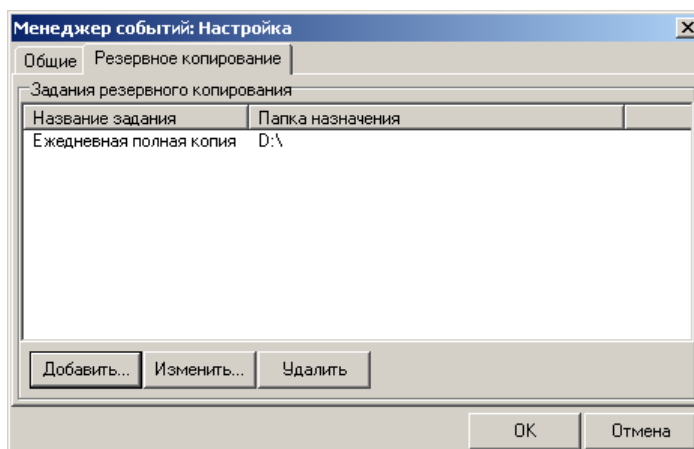 Менеджер событий: Настройка
Общие Резервное копирование
Задания резервного копирования
Название задания Папка назначения
Ежедневная полная копия D:\
Добавить... Изменить... Удалить
OK Отмена